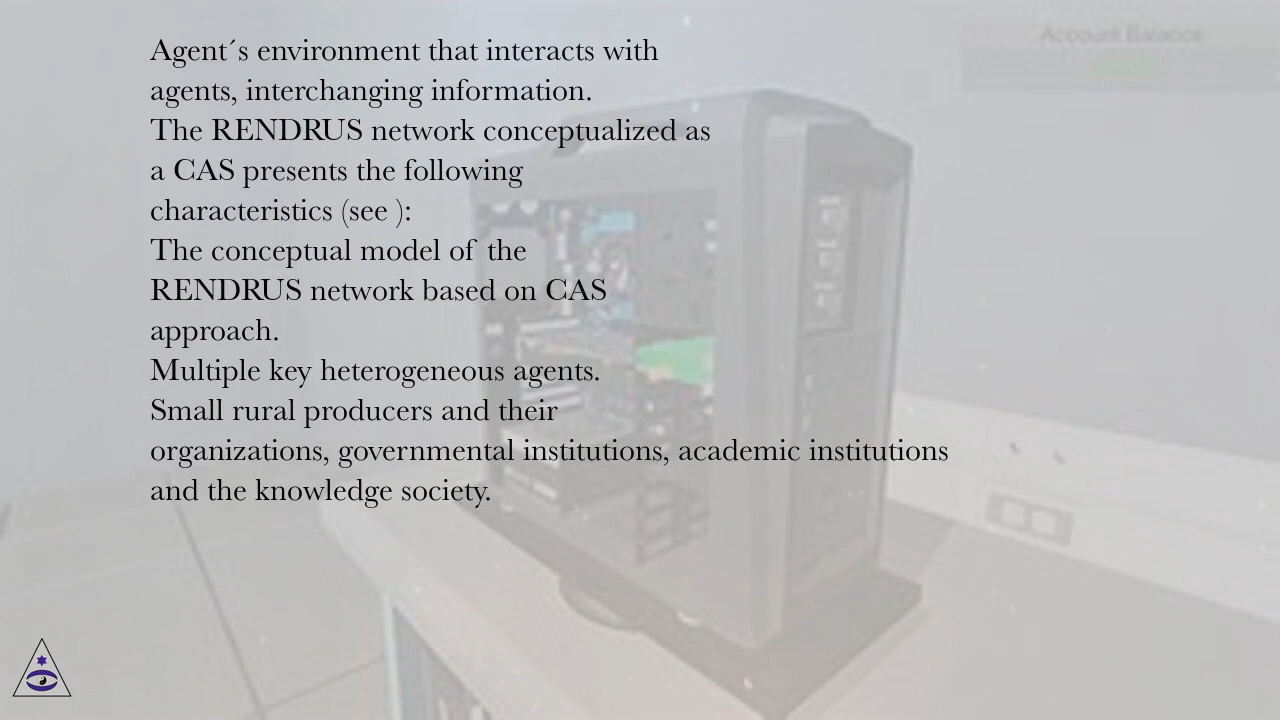 Account Balance
Agent´s environment that interacts with
agents, interchanging information.
The RENDRUS network conceptualized as
a CAS presents the following
characteristics (see ):
The conceptual model of the
RENDRUS network based on CAS
approach.
Multiple key heterogeneous agents.
Small rural producers and their
organizations, governmental institutions, academic institutions
and the knowledge society.